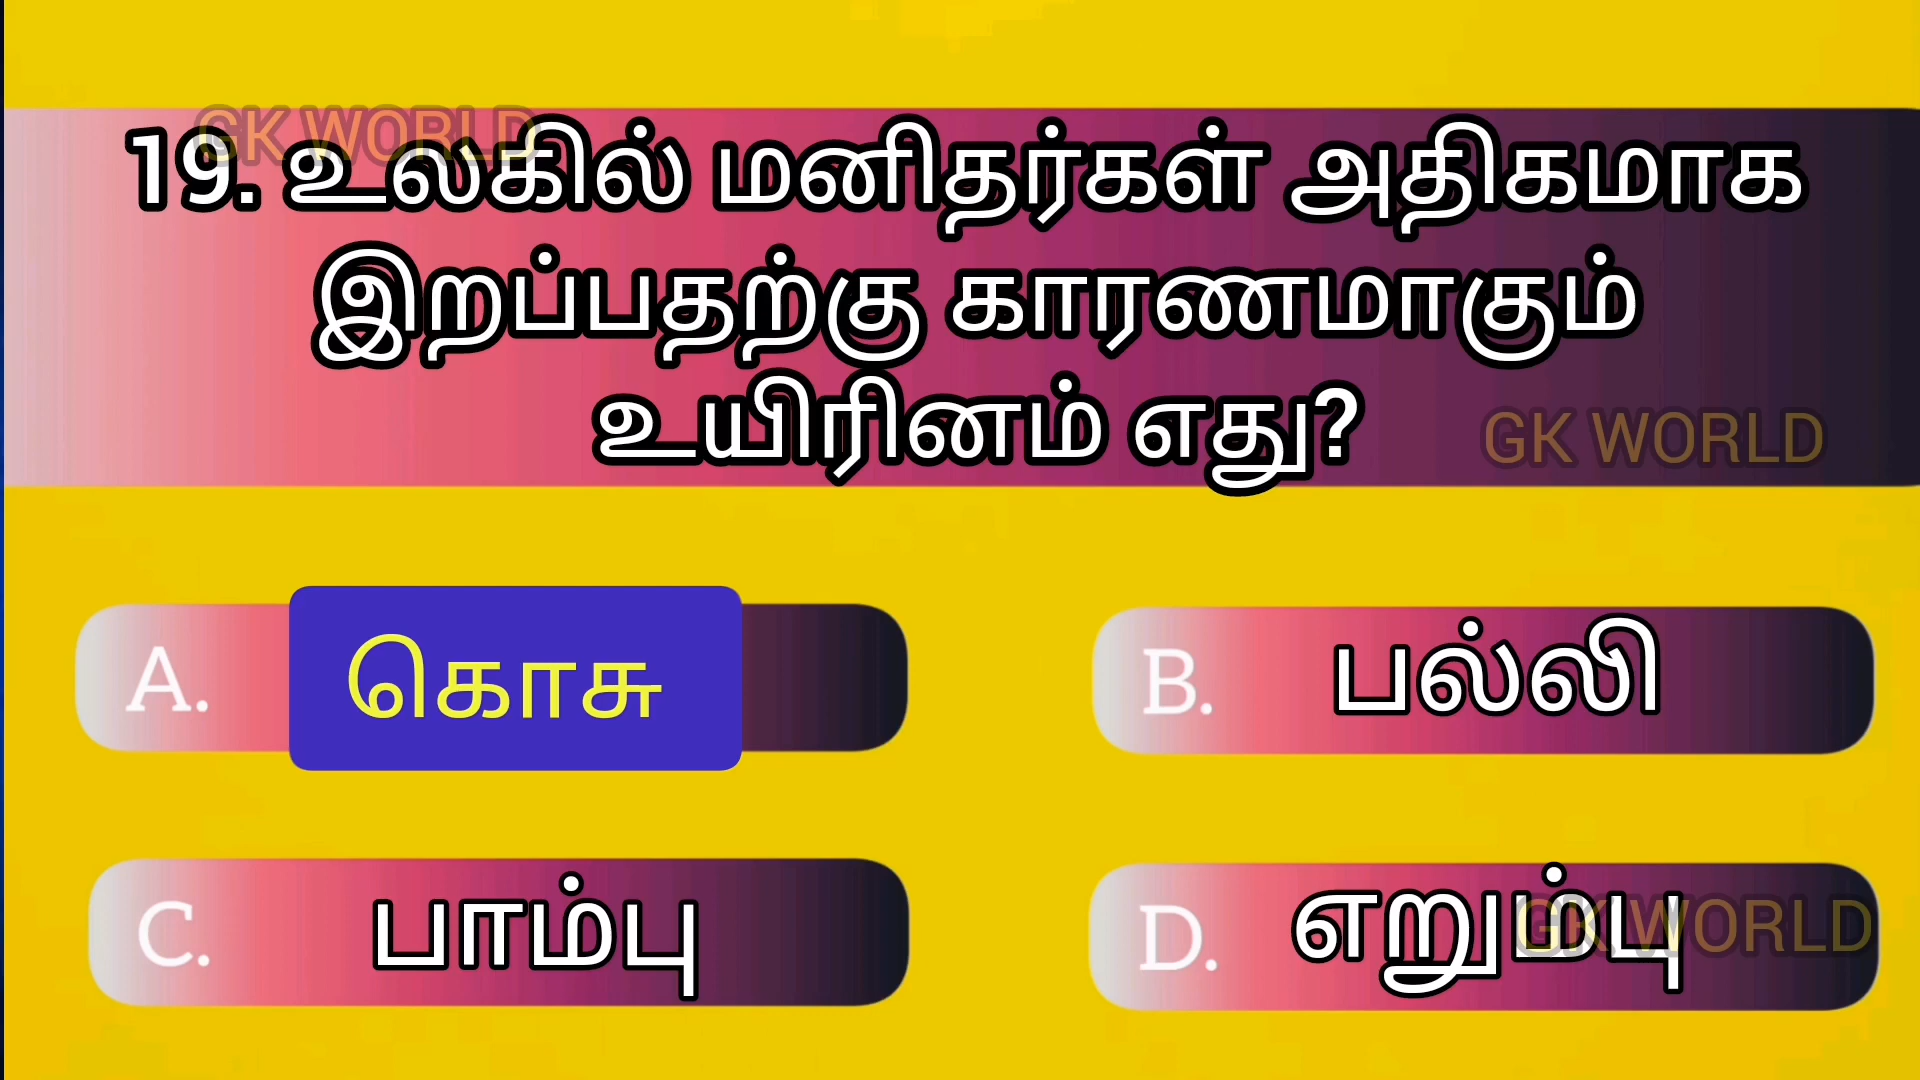 GK WORLD
19. உலகில் மனிதர்கள் அதிகமாக
இறப்பதற்கு காரணமாகும்
உயிரினம் எது?
GK WORLD
A. கொசு
B. பல்லி
C. பாம்பு
D. எறும்பு
GK WORLD